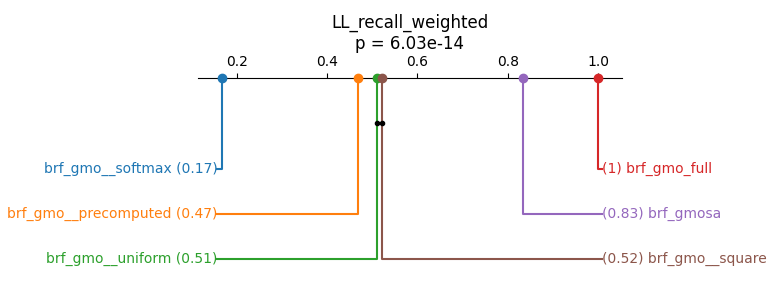 LL_recall_weighted
p = 6.03e-14
0.2 0.4 0.6 0.8 1.0
brf_gmo__softmax (0.17) (1) brf_gmo_full
brf_gmo__precomputed (0.47) (0.83) brf_gmosa
brf_gmo__uniform (0.51) (0.52) brf_gmo__square